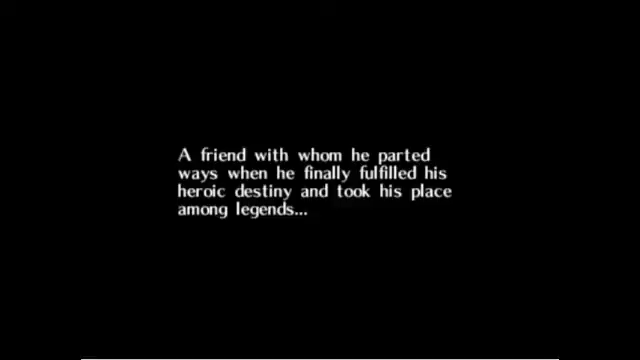 A friend with whom he parted
ways when he finally fulfilled his
heroic destiny and took his place
among legends...